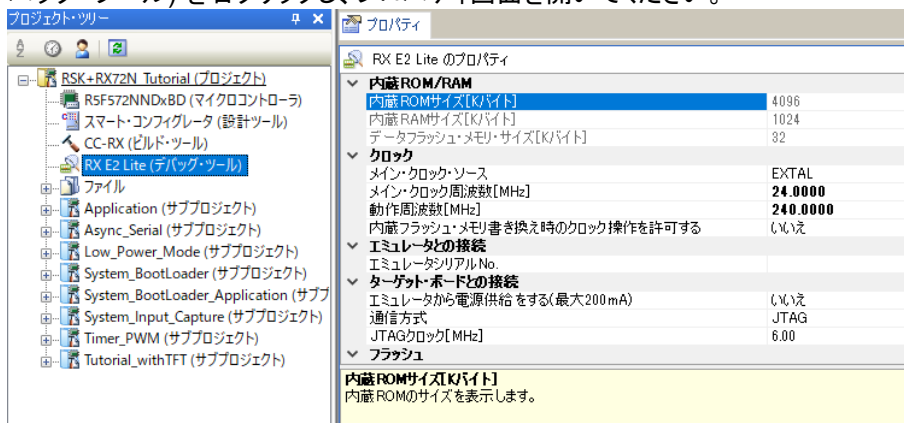 プロジェクト・ツリー
RSK+RX72N_Tutorial (プロジェクト)
R5F572NNDxBD (マイクロコントローラ)
スマート・コンフィグレータ (設計ツール)
CC-RX (ビルド・ツール)
RX E2 Lite (デバッグ・ツール)
ファイル
Application (サブプロジェクト)
Async_Serial (サブプロジェクト)
Low_Power_Mode (サブプロジェクト)
System_BootLoader (サブプロジェクト)
System_BootLoader_Application (サブプ
System_Input_Capture (サブプロジェクト)
Timer_PWM (サブプロジェクト)
Tutorial_withTFT (サブプロジェクト)
プロパティ
RX E2 Lite のプロパティ
内蔵ROM/RAM
内蔵ROMサイズ[Kバイト] 4096
内蔵RAMサイズ[Kバイト] 1024
データフラッシュ・メモリ・サイズ[Kバイト] 32
クロック
メイン・クロック・ソース EXTAL
メイン・クロック周波数[MHz] 24.0000
動作周波数[MHz] 240.0000
内蔵フラッシュ・メモリ書き換え時のクロック操作を許可する いいえ
エミュレータとの接続
エミュレータシリアルNo.
ターゲット・ボードとの接続
エミュレータから電源供給をする(最大200mA) いいえ
通信方式 JTAG
JTAGクロック[MHz] 6.00
フラッシュ
内蔵ROMサイズ[Kバイト]
内蔵ROMのサイズを表示します。